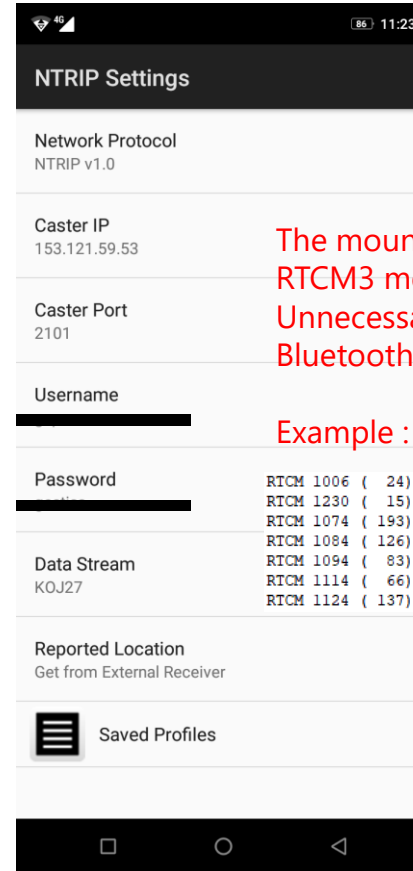 4G
86
11:23
NTRIP Settings
Network Protocol
NTRIP v1.0
Caster IP
153.121.59.53
Caster Port
2101
Username
Password
Data Stream
KOJ27
Reported Location
Get from External Receiver
Saved Profiles
The moun
RTCM3 m
Unnecess
Bluetooth
Example :
RTCM 1006 ( 24)
RTCM 1230 ( 15)
RTCM 1074 ( 193)
RTCM 1084 ( 126)
RTCM 1094 ( 83)
RTCM 1114 ( 66)
RTCM 1124 ( 137)